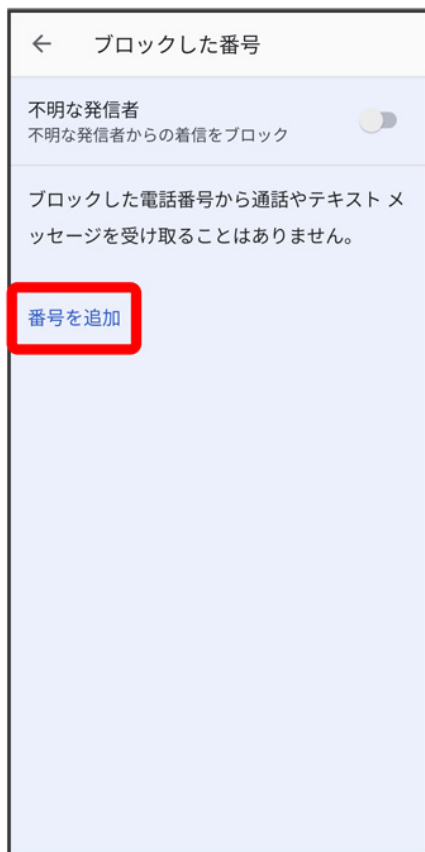 ブロックした番号
不明な発信者
不明な発信者からの着信をブロック
ブロックした電話番号から通話やテキスト メ
ッセージを受け取ることはありません。
番号を追加